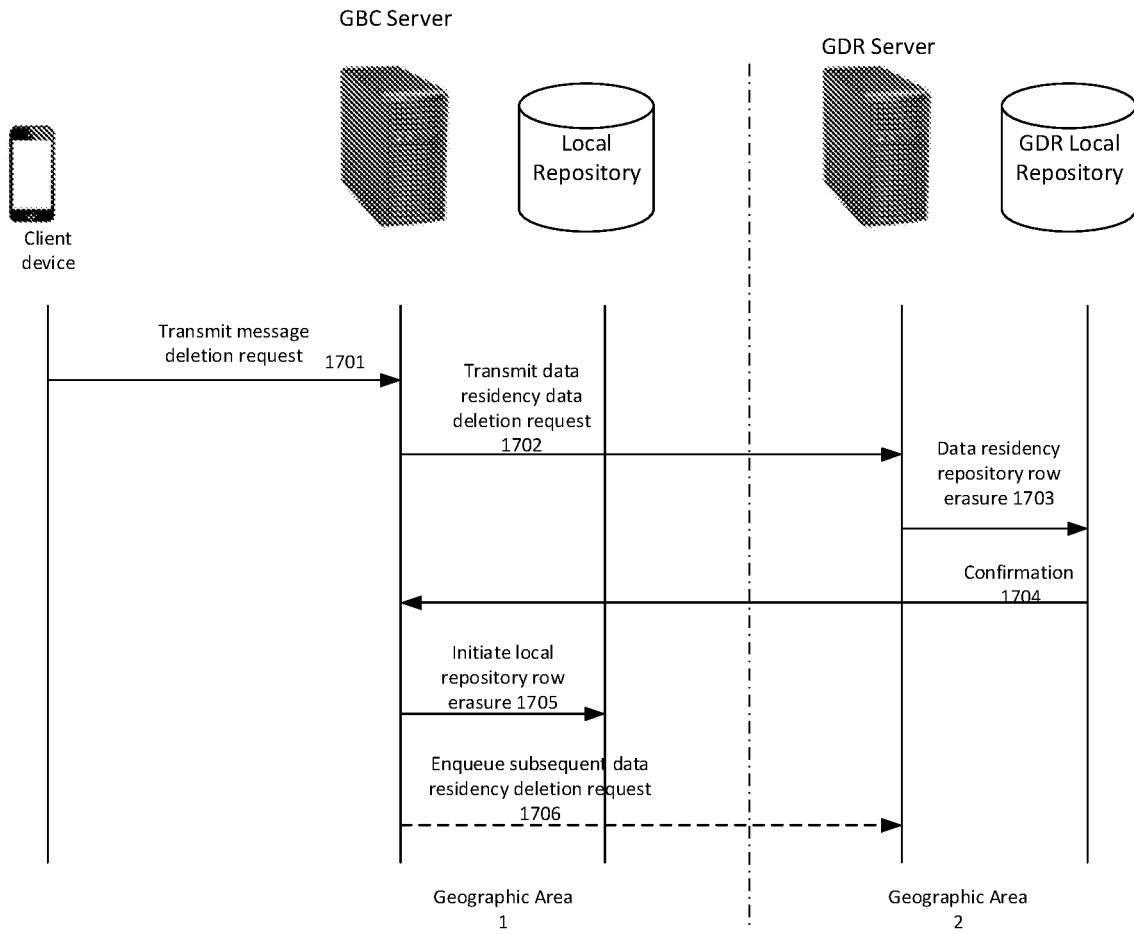 GBC Server
GDR Server
Local
Repository
GDR Local
Repository
Client
device
Transmit message
deletion request
1701
Transmit data
residency data
deletion request
1702
Data residency
repository row
erasure 1703
Confirmation
1704
Initiate local
repository row
erasure 1705
Enqueue subsequent data
residency deletion request
1706
Geographic Area
1
Geographic Area
2